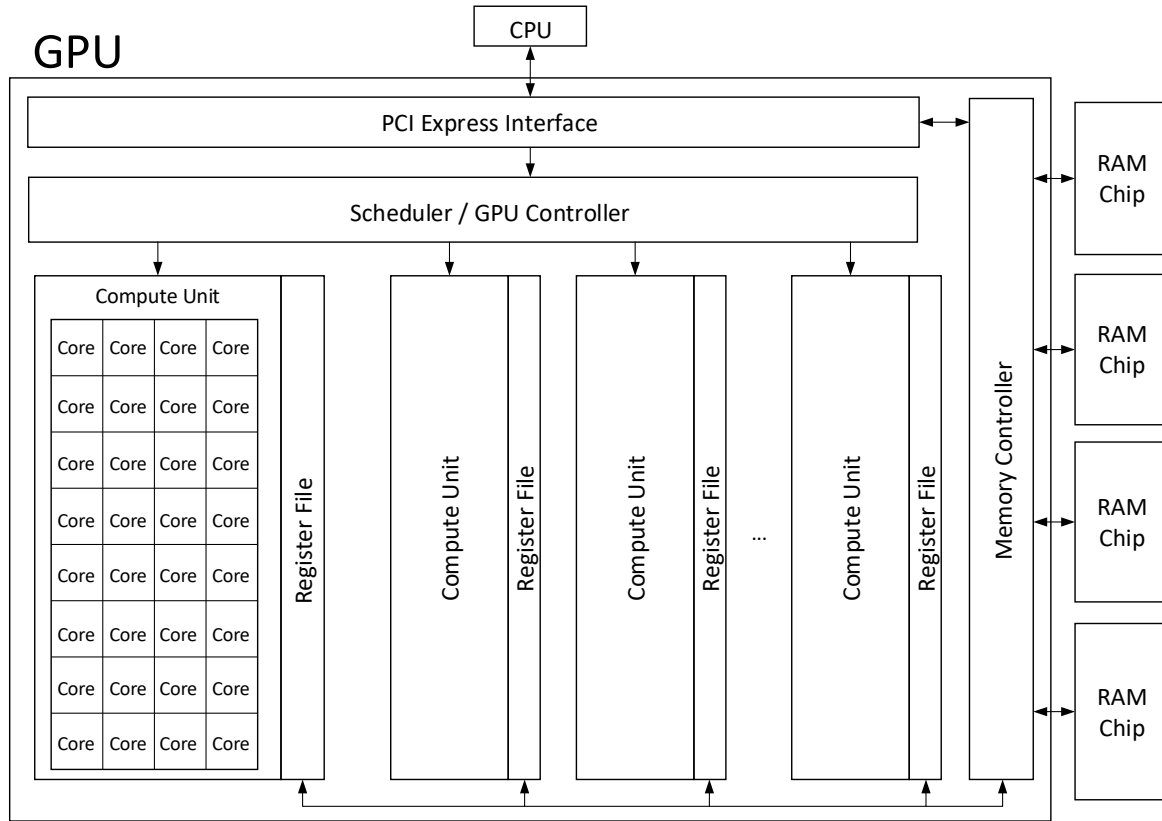 CPU
GPU
PCI Express Interface
Scheduler / GPU Controller
Compute Unit
Core Core Core Core
Core Core Core Core
Core Core Core Core
Core Core Core Core
Core Core Core Core
Core Core Core Core
Core Core Core Core
Core Core Core Core
Register File
Compute Unit
Register File
Compute Unit
Register File
...
Compute Unit
Register File
Memory Controller
RAM
Chip
RAM
Chip
RAM
Chip
RAM
Chip